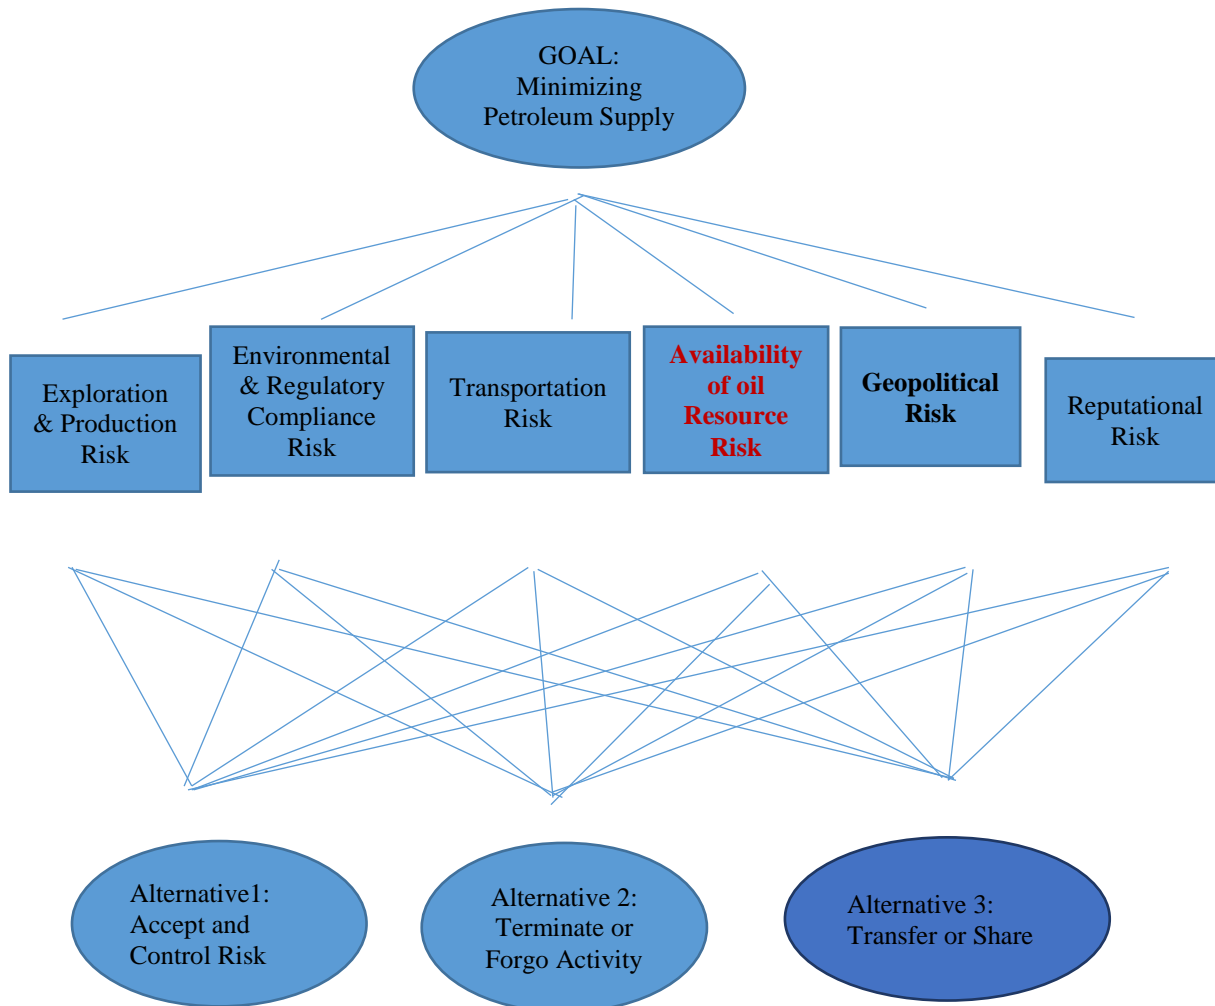 GOAL:
Minimizing
Petroleum Supply
Exploration
& Production
Risk
Environmental
& Regulatory
Compliance
Risk
Transportation
Risk
Availability
of oil
Resource
Risk
Geopolitical
Risk
Reputational
Risk
Alternative1:
Accept and
Control Risk
Alternative 2:
Terminate or
Forgo Activity
Alternative 3:
Transfer or Share